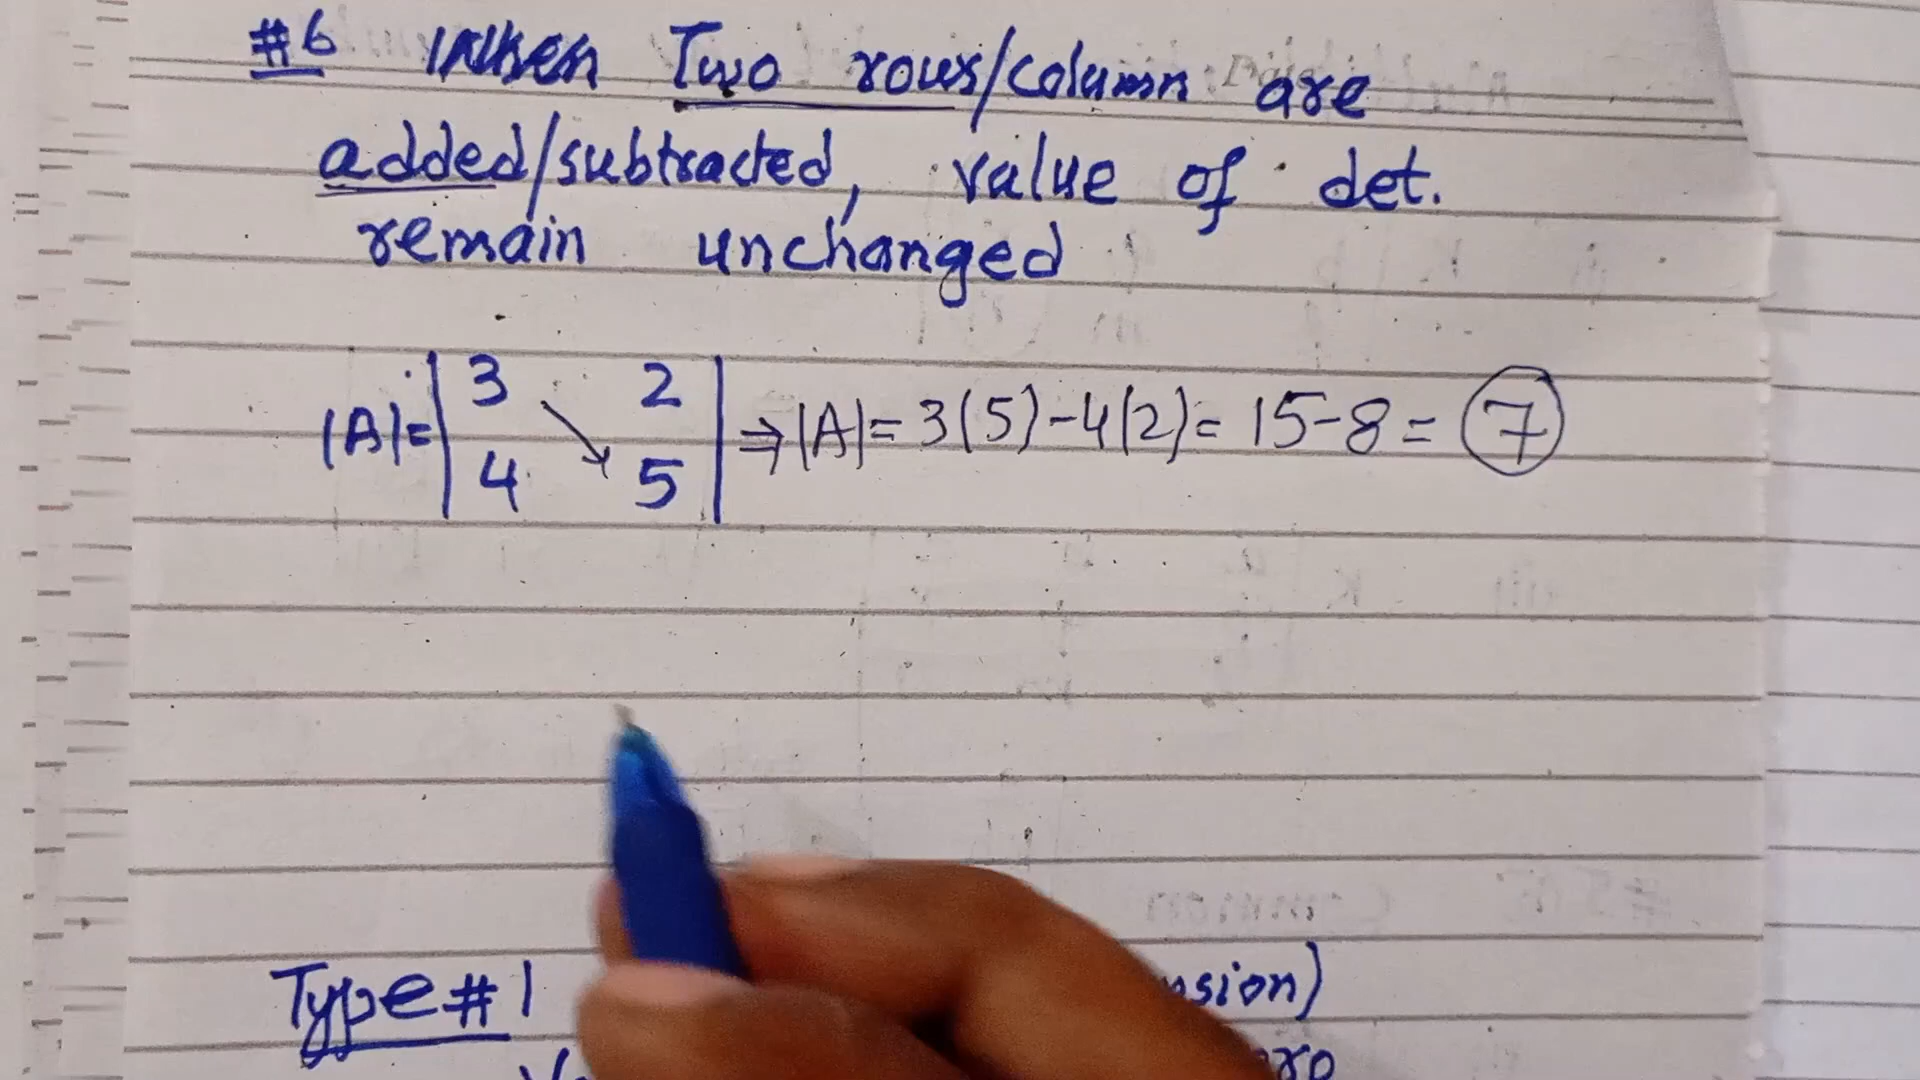 #6 When Two rows/column are
added/subtracted, value of det.
remain unchanged
|A|= | 3 2 | ⇒ |A|= 3(5)-4(2)= 15-8= 7
| 4 5 |
Type#1